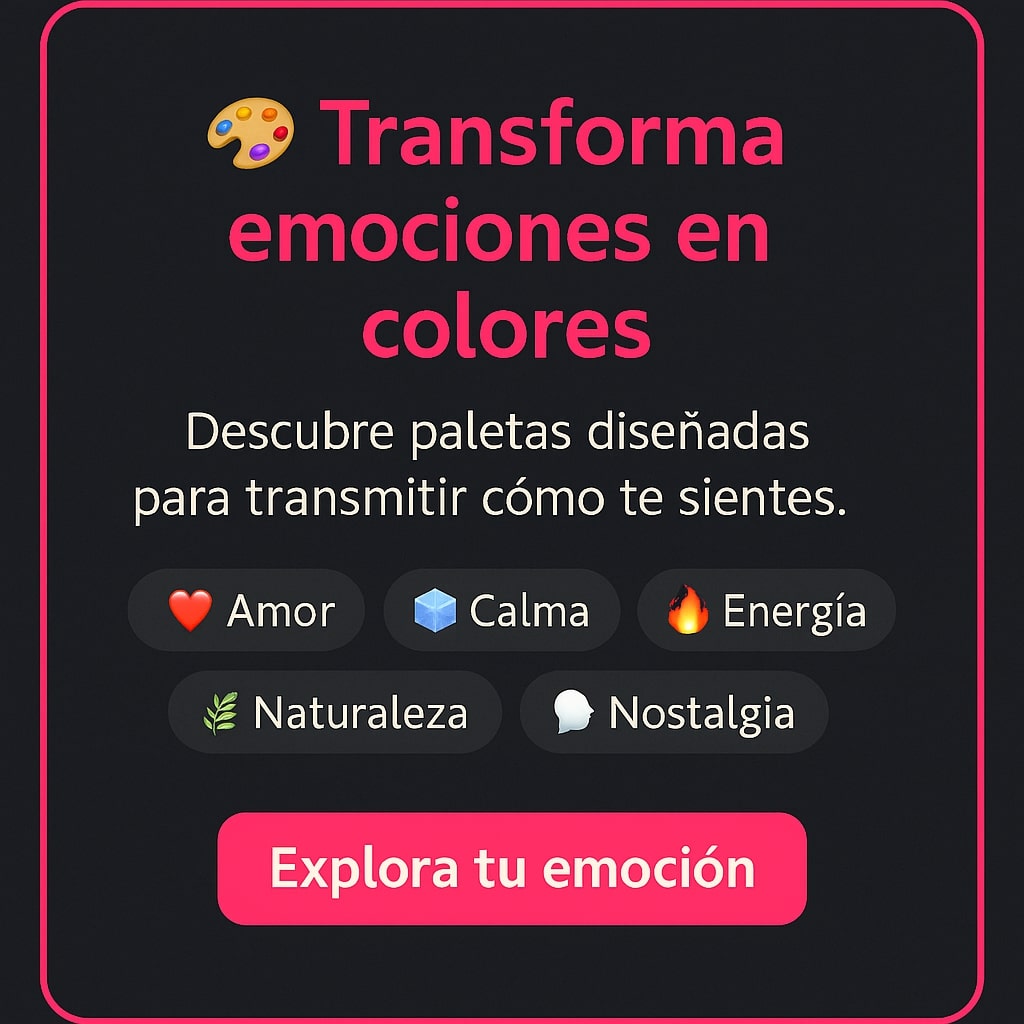 🎨 Transforma
emociones en
colores
Descubre paletas diseňadas
para transmitir cómo te sientes.
❤️ Amor 🧊 Calma 🔥 Energía
🌿 Naturaleza 🗣️ Nostalgia
Explora tu emoción